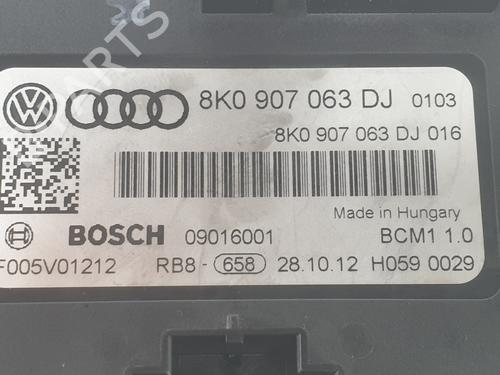 PARTS
8K0 907 063 DJ 0103
8K0 907 063 DJ 016
Made in Hungary
BOSCH 09016001 BCM1 1.0
F005V01212 RB8- 658 28.10.12 H059 0029